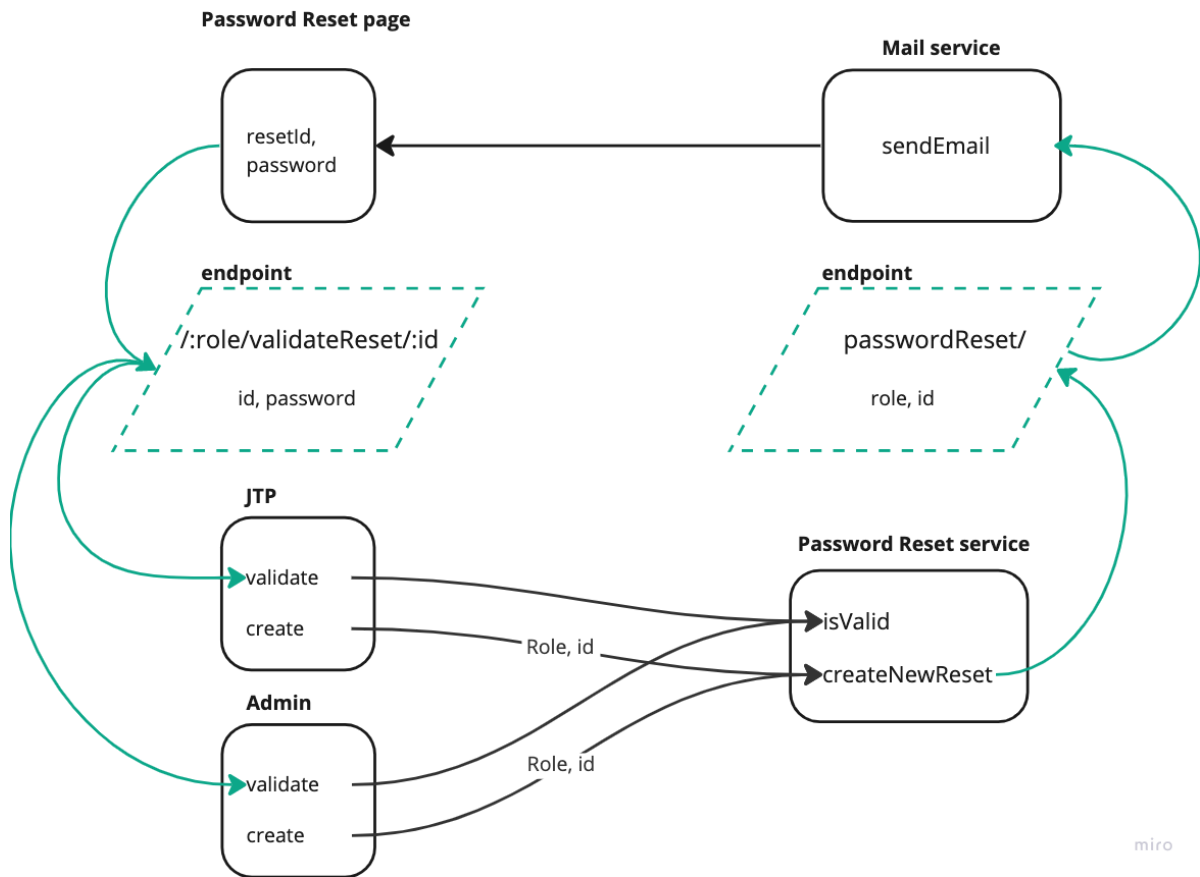 Password Reset page
Mail service
resetId,
password
sendEmail
endpoint
/:role/validateReset/:id
id, password
endpoint
passwordReset/
role, id
JTP
validate
create
Role, id
Password Reset service
isValid
createNewReset
Admin
validate
create
Role, id
miro